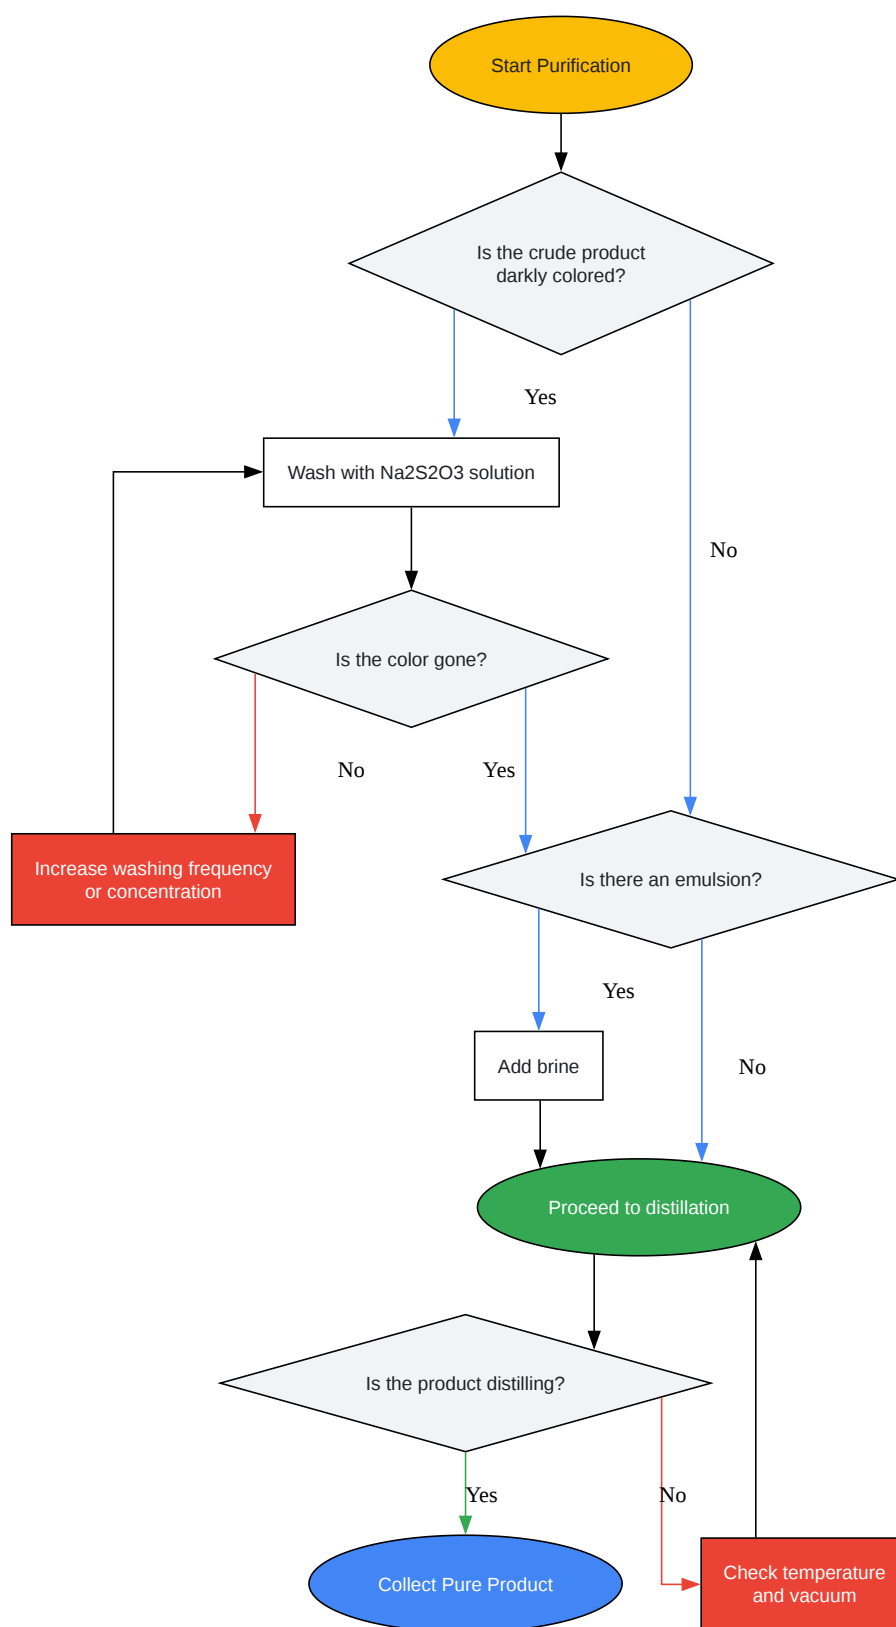 Start Purification
Is the crude product
darkly colored?
Yes
Wash with Na2S2O3 solution
No
Is the color gone?
No
Yes
Increase washing frequency
or concentration
Is there an emulsion?
Yes
Add brine
No
Proceed to distillation
Is the product distilling?
Yes
No
Collect Pure Product
Check temperature
and vacuum